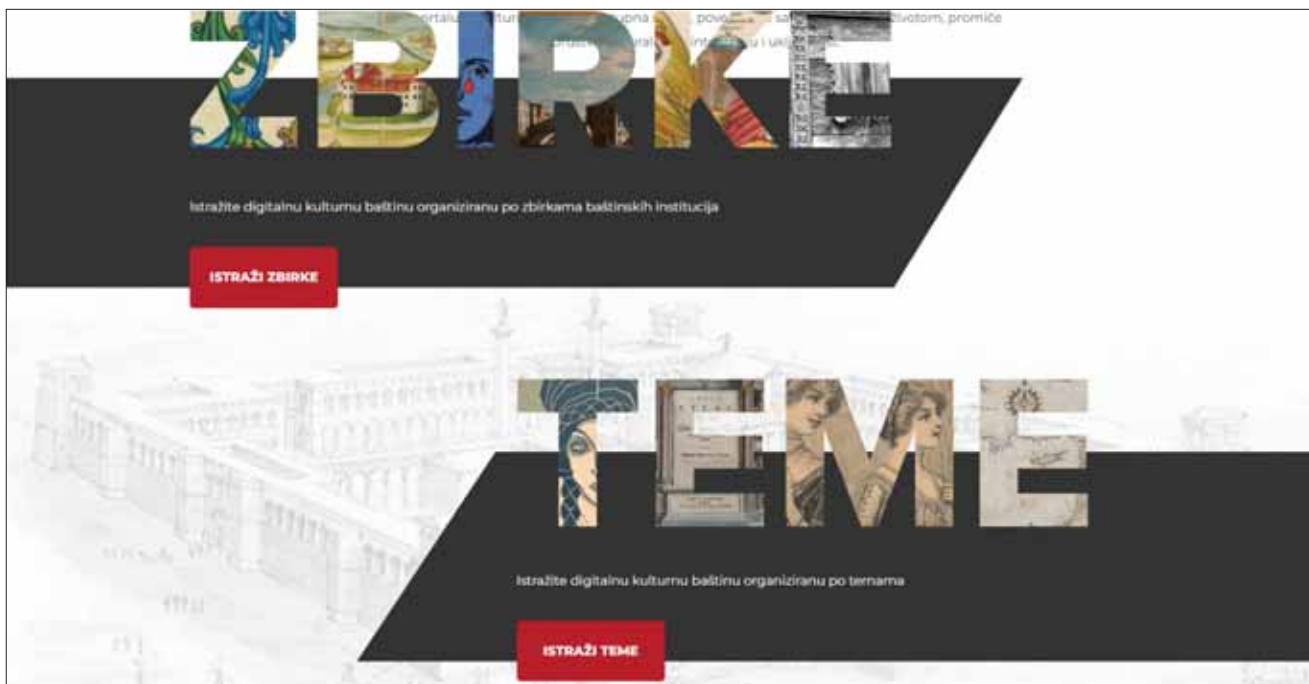 ZBIRKE
Istražite digitalnu kulturnu baštinu organiziranu po zbirkama baštinskih institucija
ISTRAŽI ZBIRKE
TEME
Istražite digitalnu kulturnu baštinu organiziranu po temama
ISTRAŽI TEME